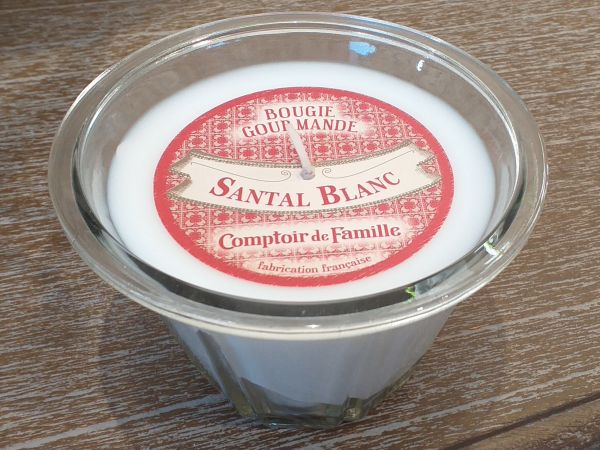 BOUGIE
GOURMANDE
SANTAL BLANC
Comptoir de Famille
fabrication française